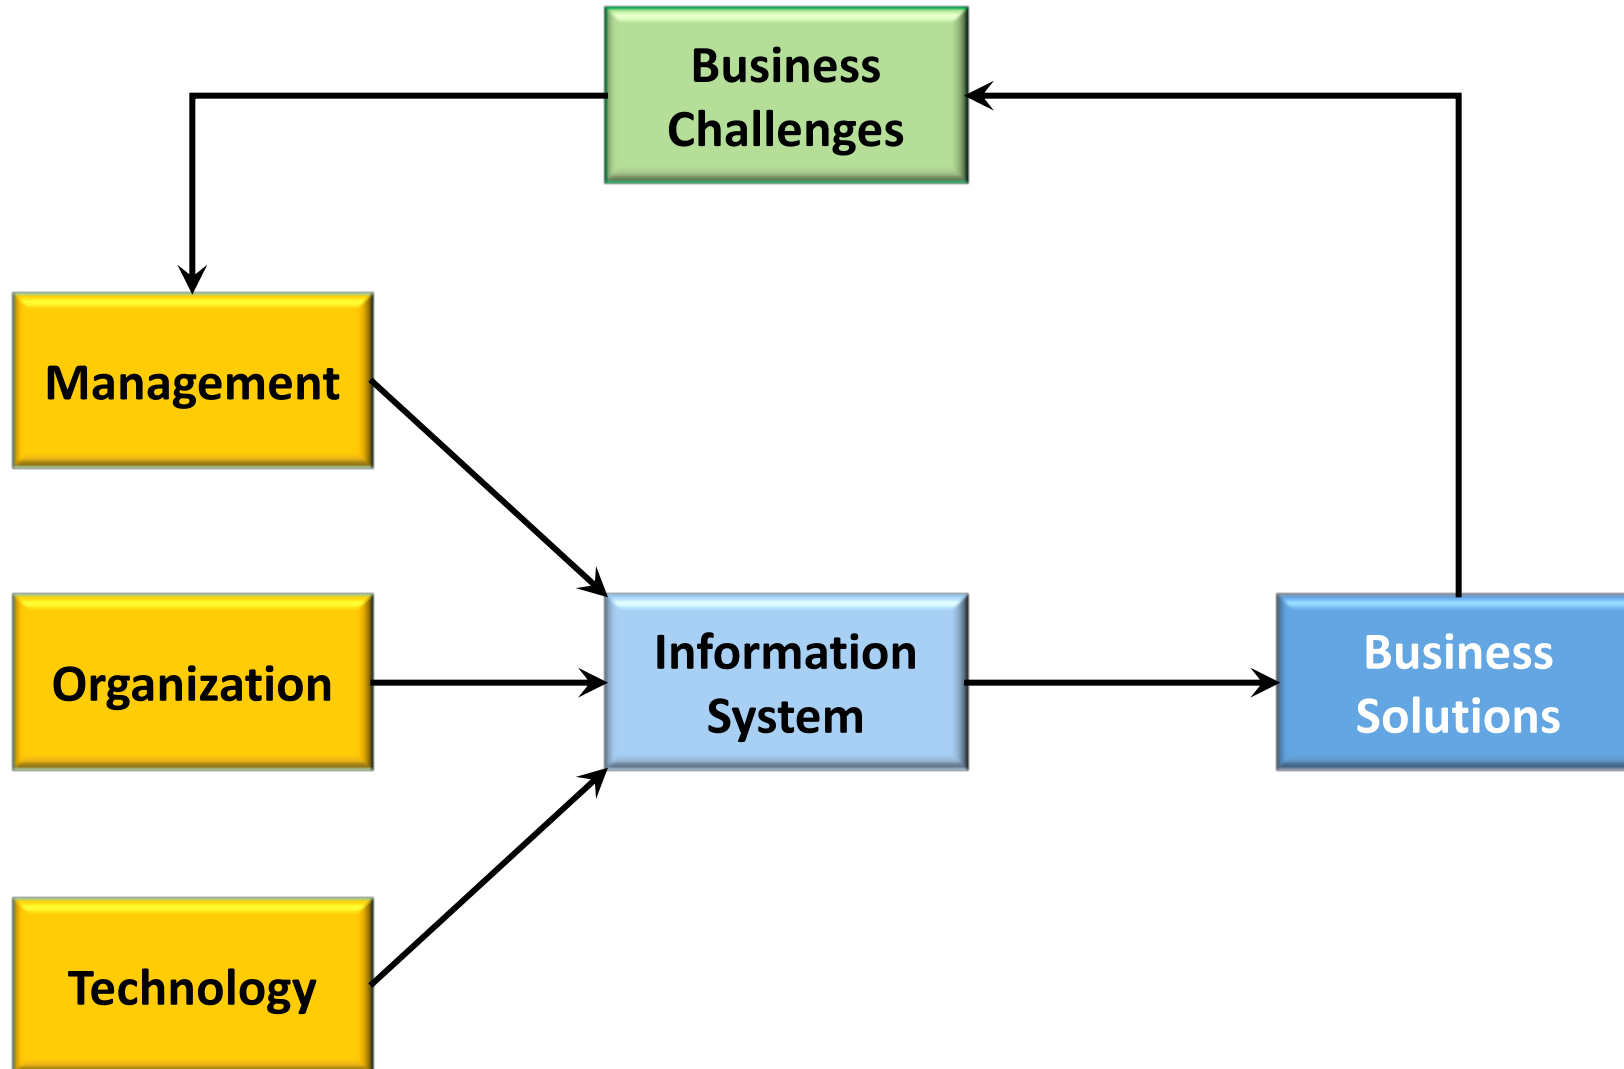 Business
Challenges
Management
Organization
Information
System
Business
Solutions
Technology